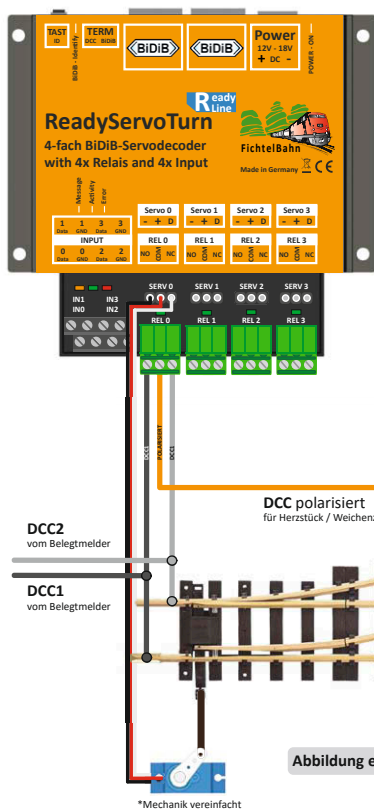 TAST
ID
BiDiB - Identify
TERM
DCC BiDiB
BiDiB
BiDiB
Power
12V - 18V
+ DC -
POWER - ON
Ready
Line
ReadyServoTurn
4-fach BiDiB-Servodecoder
with 4x Relais and 4x Input
FichtelBahn
Made in Germany CE
Message
Activity
Error
1 1 3 3
Data GND Data GND
INPUT
0 0 2 2
Data GND Data GND
Servo 0 Servo 1 Servo 2 Servo 3
- + D - + D - + D - + D
REL 0 REL 1 REL 2 REL 3
NO COM NC NO COM NC NO COM NC NO COM NC
SERV 0 SERV 1 SERV 2 SERV 3
IN1 IN3
IN0 IN2
REL 0 REL 1 REL 2 REL 3
DCC1
POLARISIERT
DCC2
DCC polarisiert
für Herzstück /
DCC2
vom Belegtmelder
DCC1
vom Belegtmelder
Abbildung
*Mechanik vereinfacht